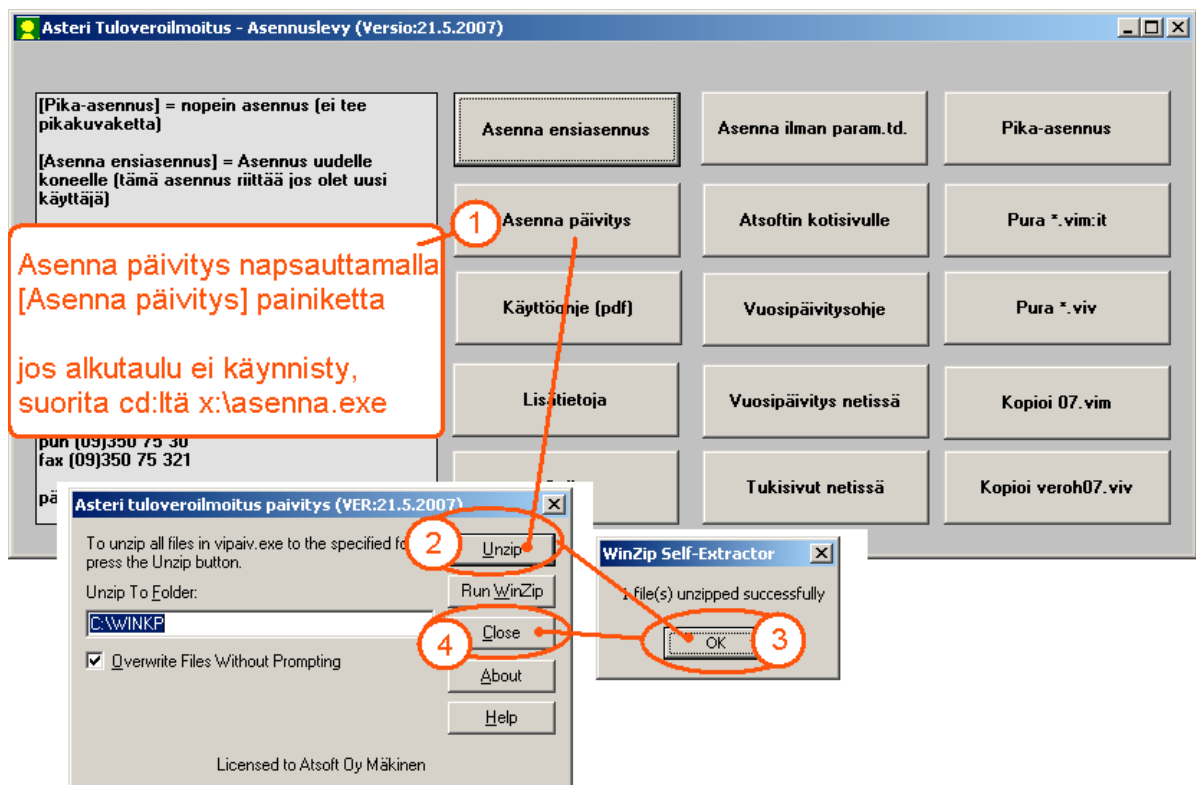 Asteri Tuloveroilmoitus - Asennuslevy (Versio:21.5.2007)
[Pika-asennus] = nopein asennus (ei tee
pikakuvaketta)
[Asenna ensiasennus] = Asennus uudelle
koneelle (tämä asennus riittää jos olet uusi
käyttäjä)
Asenna ensiasennus
Asenna ilman param.td.
Pika-asennus
1
Asenna päivitys
Atsoftin kotisivulle
Pura *.vim:it
Asenna päivitys napsauttamalla
[Asenna päivitys] painiketta
jos alkutaulu ei käynnisty,
suorita cd:ltä x:\asenna.exe
Käyttöohje (pdf)
Vuosipäivitysohje
Pura *.viv
Lisätietoja
Vuosipäivitys netissä
Kopioi 07.vim
puh (09)350 75 30
fax (09)350 75 321
Tukisivut netissä
Kopioi veroh07.viv
Asteri tuloveroilmoitus paivitys (VER:21.5.2007)
To unzip all files in vipaiv.exe to the specified
press the Unzip button.
2
Unzip
Unzip To Folder:
Run WinZip
C:\WINKP
4
Close
Overwrite Files Without Prompting
About
Help
Licensed to Atsoft Oy Mäkinen
WinZip Self-Extractor
1 file(s) unzipped successfully
OK
3